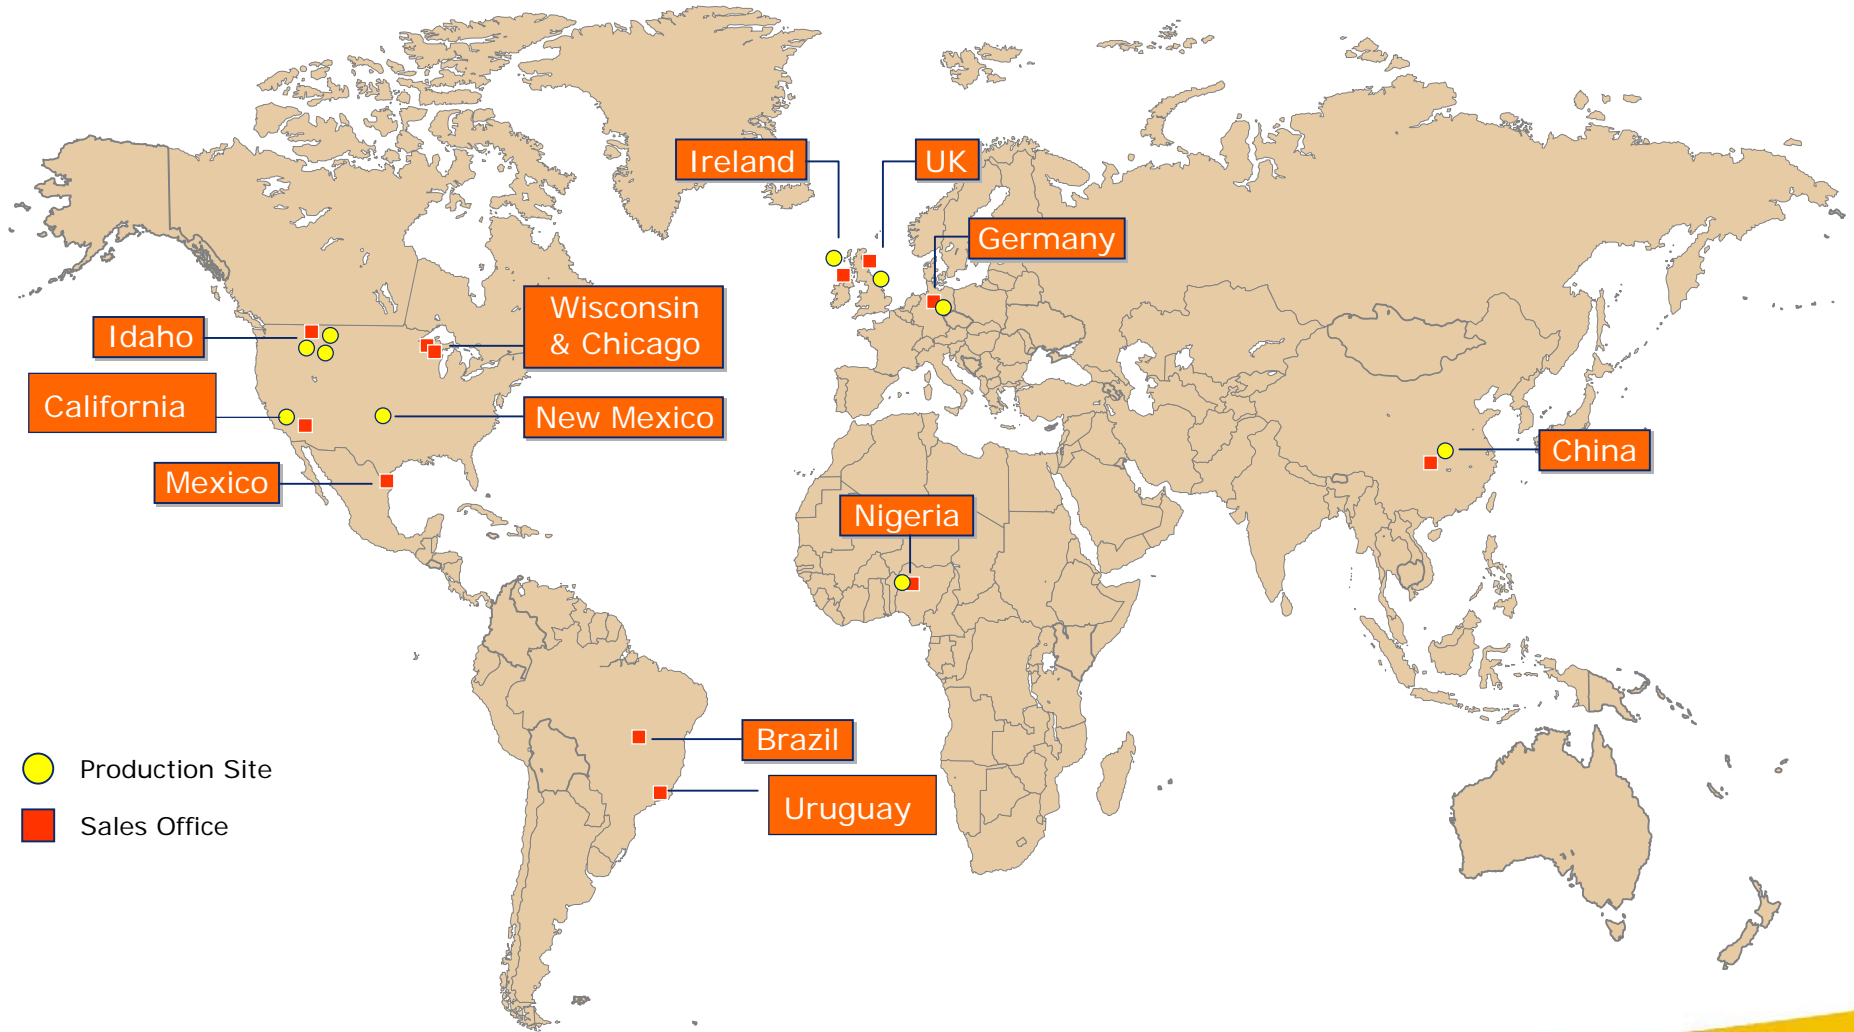 Ireland
UK
Germany
Wisconsin
& Chicago
Idaho
California
New Mexico
China
Mexico
Nigeria
Brazil
Production Site
Uruguay
Sales Office